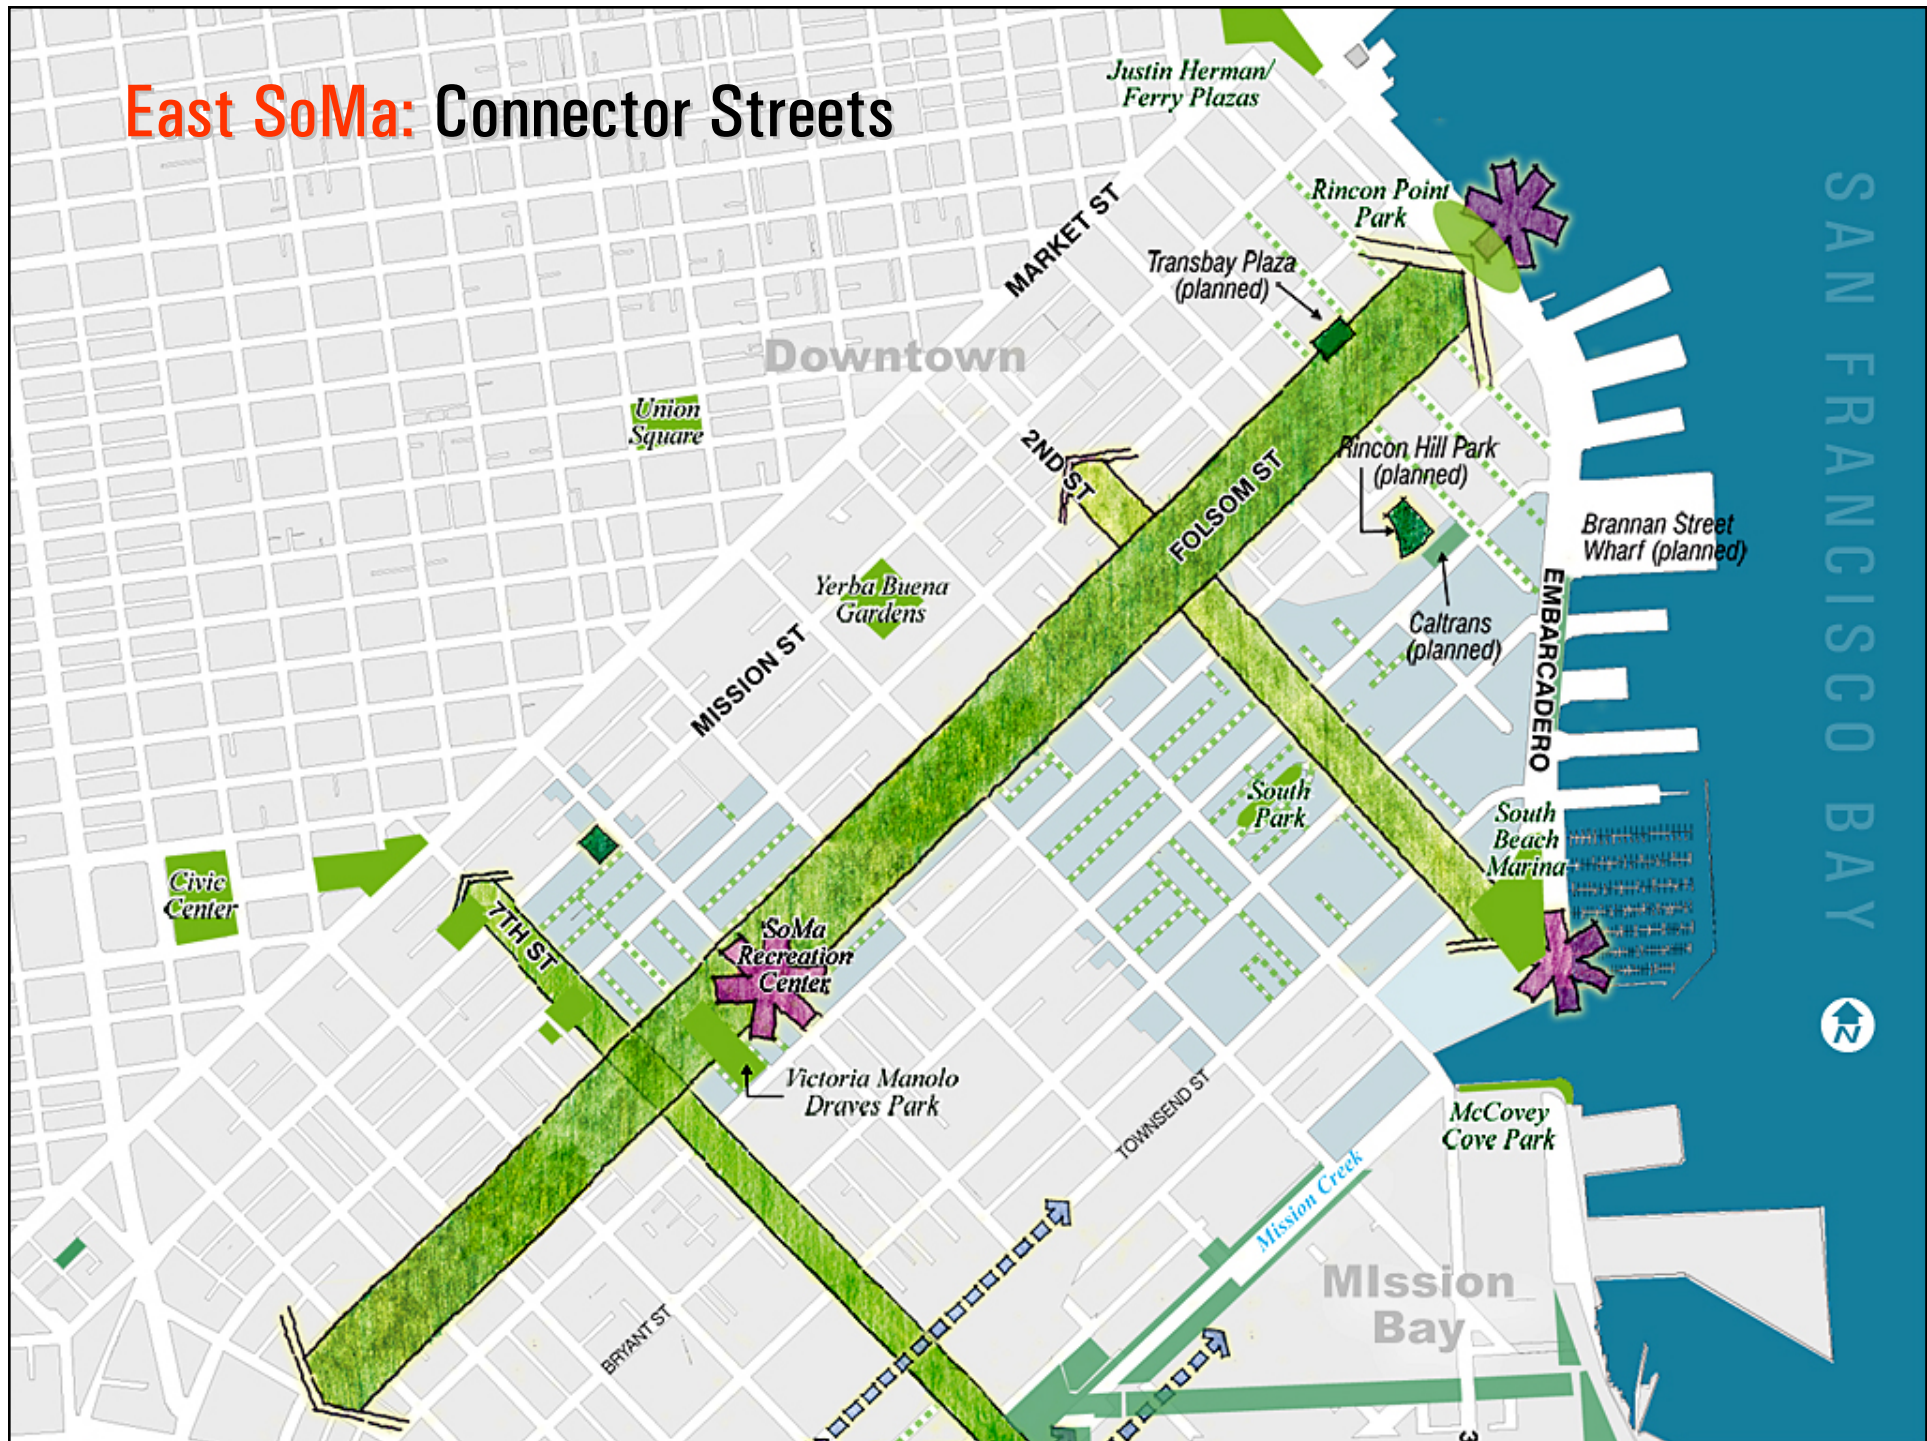 East SoMa: Connector Streets
Justin Herman/
Ferry Plazas
Rincon Point
Park
MARKET ST
Transbay Plaza
(planned)
Downtown
Union
Square
2ND ST
FOLSOM ST
Rincon Hill Park
(planned)
Brannan Street
Wharf (planned)
Yerba Buena
Gardens
Caltrans
(planned)
EMBARCADERO
MISSION ST
SAN FRANCISCO BAY
South
Park
South
Beach
Marina
Civic
Center
7TH ST
SoMa
Recreation
Center
N
Victoria Manolo
Draves Park
TOWNSEND ST
McCovey
Cove Park
Mission Creek
MIssion
Bay
BRYANT ST